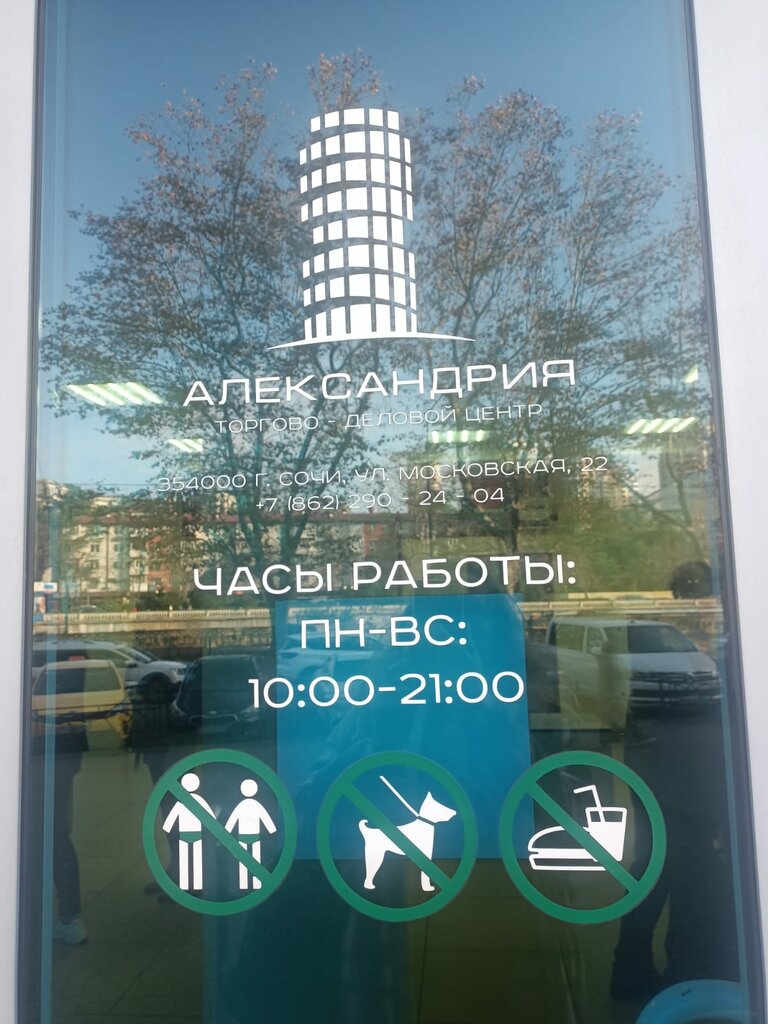 АЛЕКСАНДРИЯ
ТОРГОВО - ДЕЛОВОЙ ЦЕНТР
354000 Г. СОЧИ, УЛ. МОСКОВСКАЯ, 22
+7 (862) 290 - 24 - 04
ЧАСЫ РАБОТЫ:
ПН-ВС:
10:00-21:00